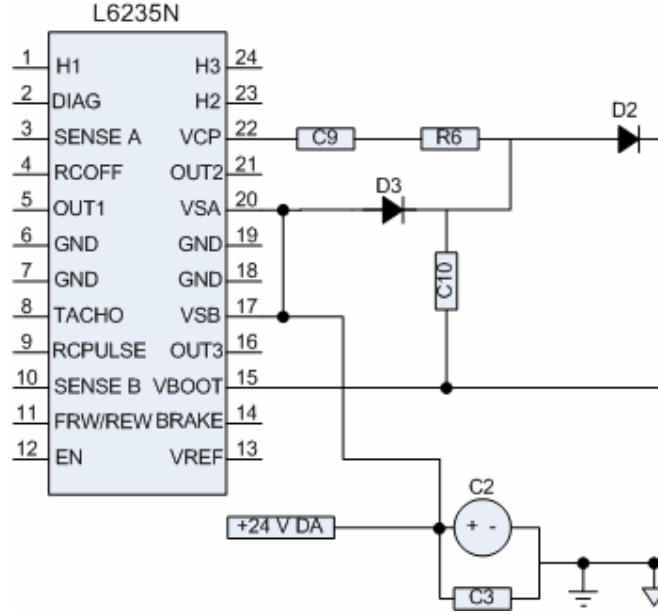 L6235N
1 H1 H3 24
2 DIAG H2 23
3 SENSE A VCP 22
4 RCOFF OUT2 21
5 OUT1 VSA 20
6 GND GND 19
7 GND GND 18
8 TACHO VSB 17
9 RCPULSE OUT3 16
10 SENSE B VBOOT 15
11 FRW/REW BRAKE 14
12 EN VREF 13
C9
R6
D2
D3
C10
C2
+24 V DA
+ -
C3